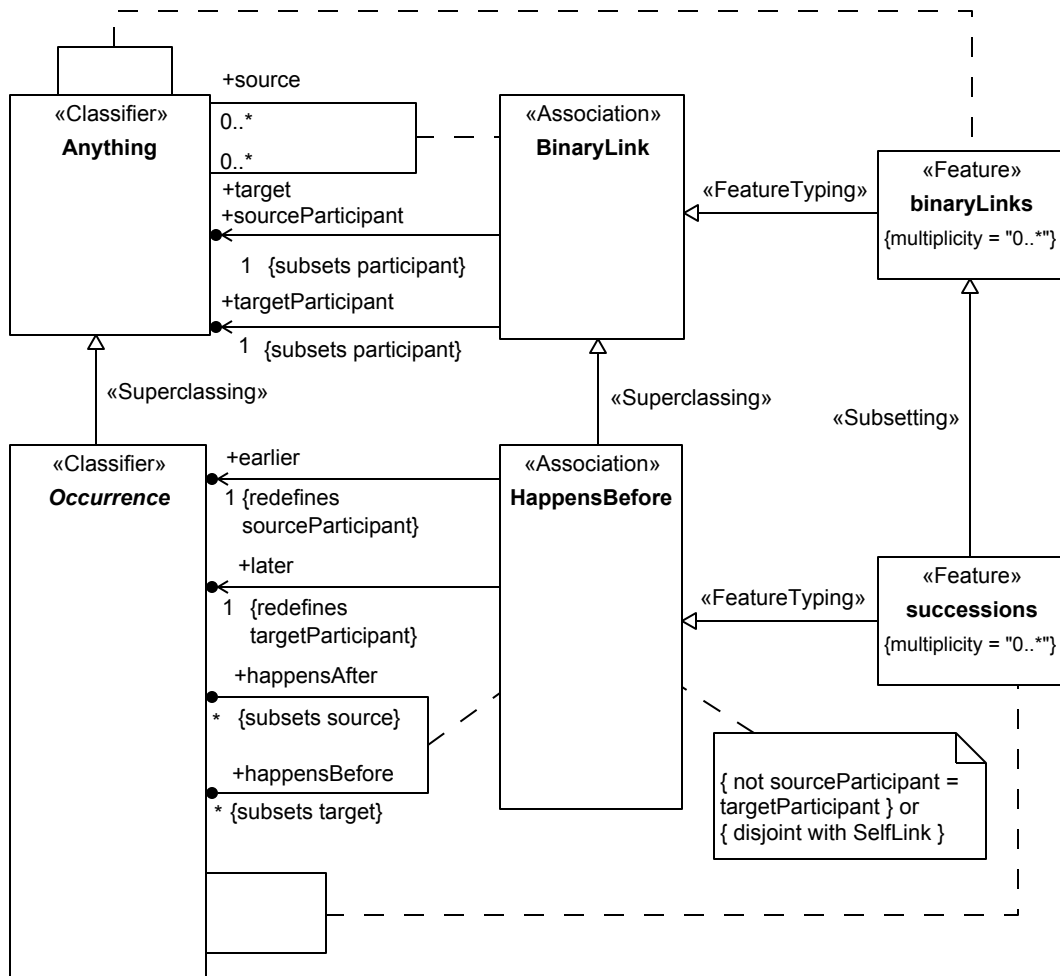 +source
«Classifier»
Anything
0..*
0..*
+target
+sourceParticipant
1 {subsets participant}
+targetParticipant
1 {subsets participant}
«Association»
BinaryLink
«FeatureTyping»
«Feature»
binaryLinks
{multiplicity = "0..*"}
«Superclassing»
«Superclassing»
«Subsetting»
«Classifier»
Occurrence
+earlier
1 {redefines
sourceParticipant}
+later
1 {redefines
targetParticipant}
+happensAfter
* {subsets source}
+happensBefore
* {subsets target}
«Association»
HappensBefore
«FeatureTyping»
«Feature»
successions
{multiplicity = "0..*"}
{ not sourceParticipant =
targetParticipant } or
{ disjoint with SelfLink }